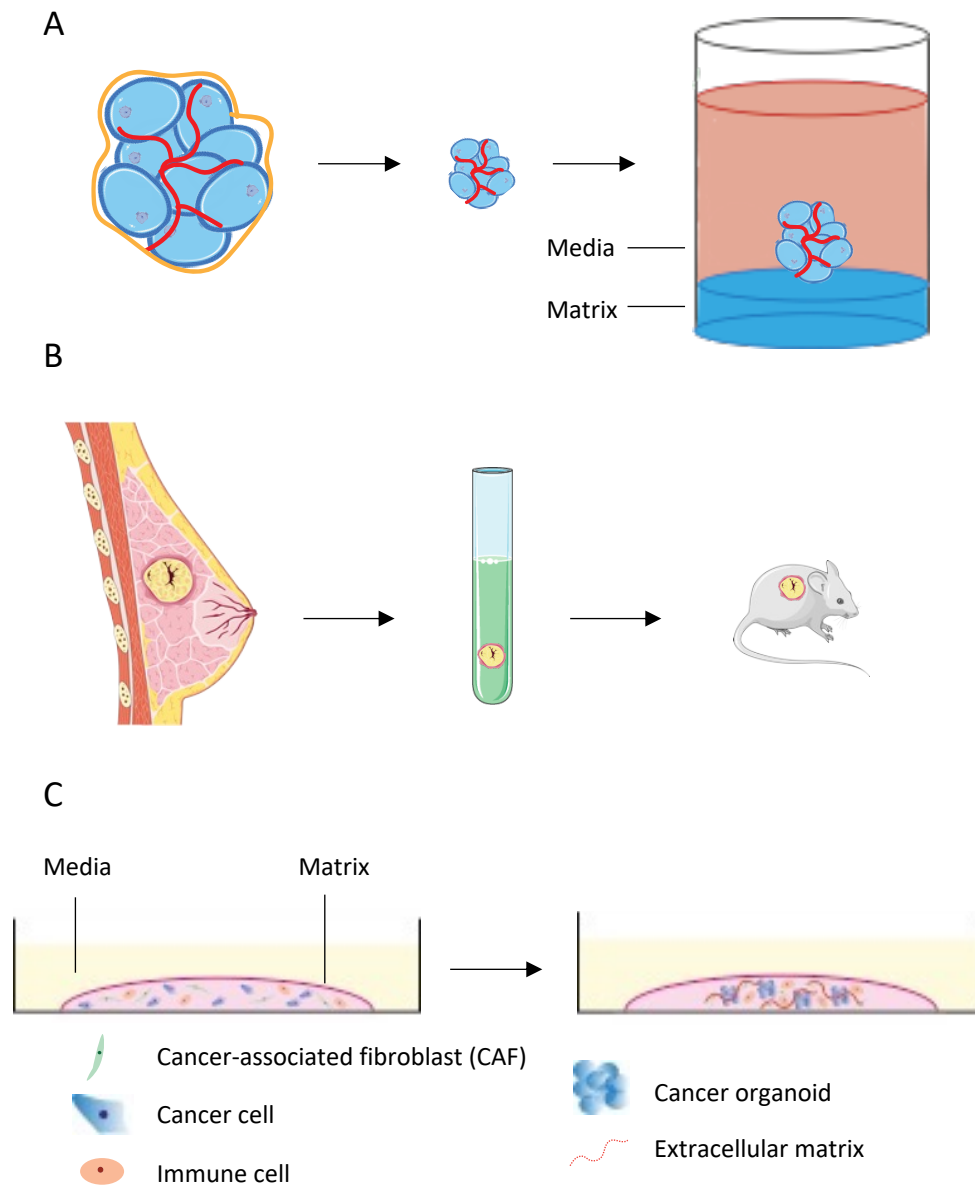 A
Media
Matrix
B
C
Media
Matrix
Cancer-associated fibroblast (CAF)
Cancer cell
Immune cell
Cancer organoid
Extracellular matrix